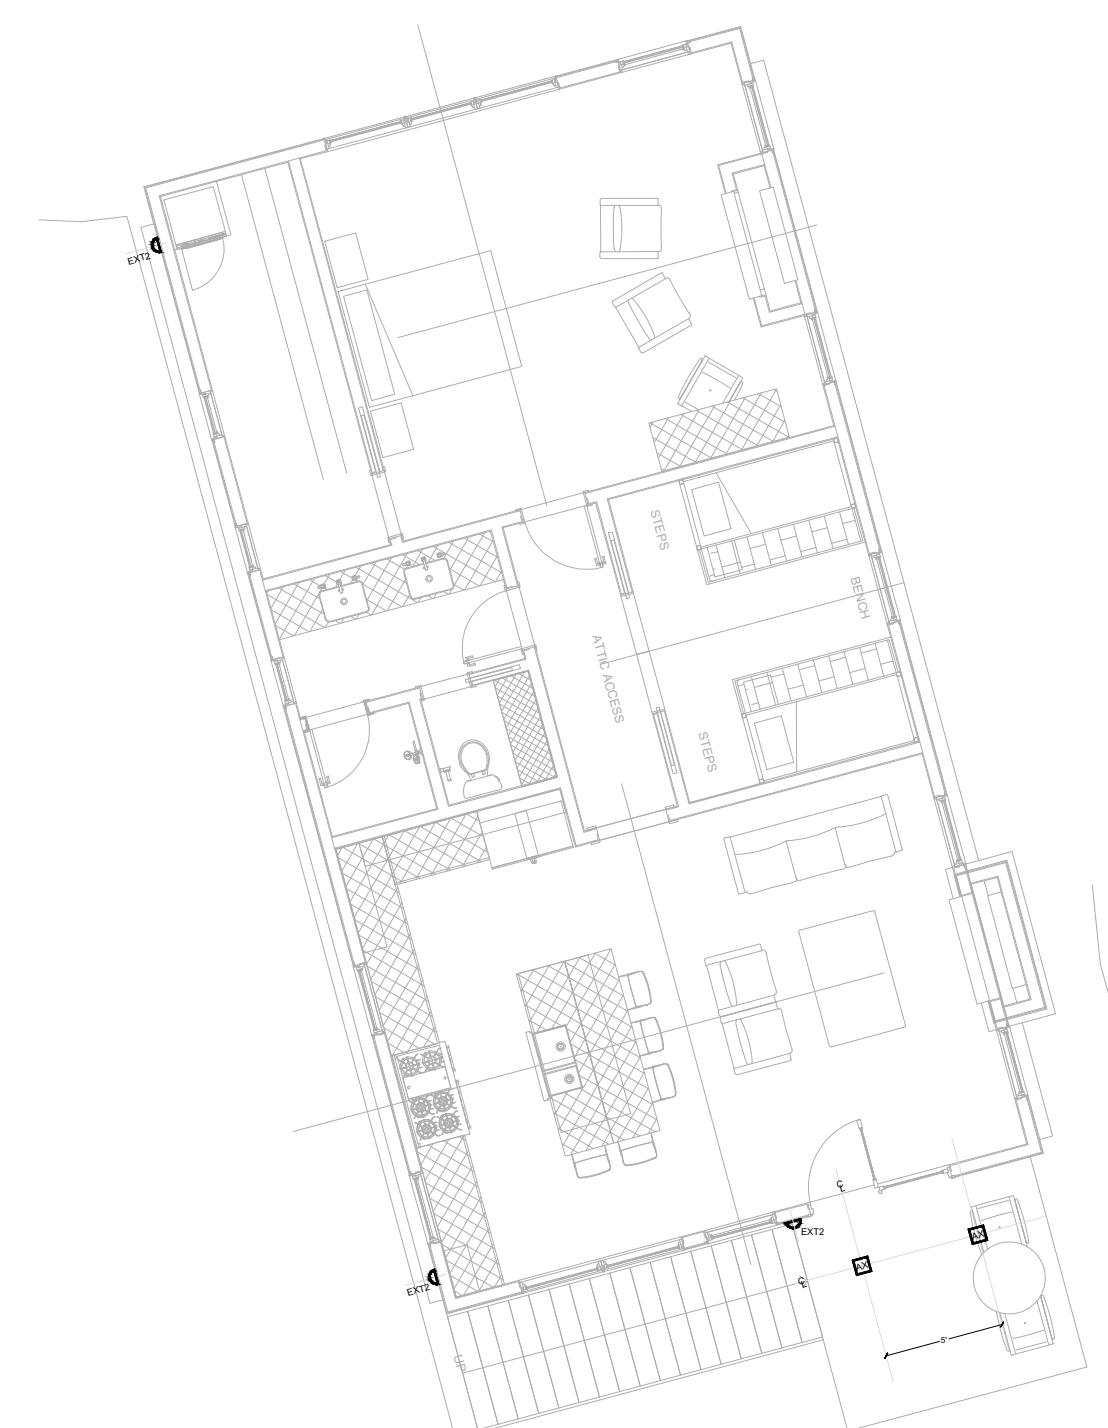 EXT2
STEPS
BENCH
ATTIC ACCESS
STEPS
℄
EXT2
AX
AX
℄
EXT2
5'
UP